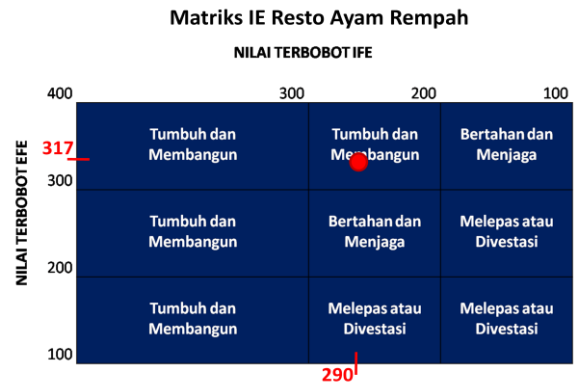 Matriks IE Resto Ayam Rempah
NILAI TERBOBOT IFE
400 300 200 100
NILAI TERBOBOT EFE
Tumbuh dan
Membangun
Tumbuh dan
Membangun
Bertahan dan
Menjaga
317
300
Tumbuh dan
Membangun
Bertahan dan
Menjaga
Melepas atau
Divestasi
200
Tumbuh dan
Membangun
Melepas atau
Divestasi
Melepas atau
Divestasi
100
290